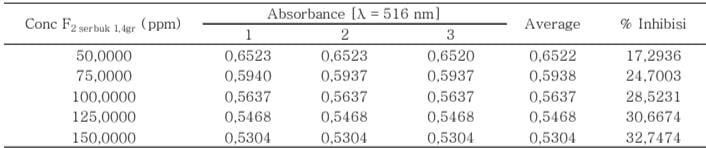 Conc F2 serbuk 1,4gr (ppm) Absorbance [λ = 516 nm] Average % Inhibisi
1 2 3
50,0000 0,6523 0,6523 0,6520 0,6522 17,2936
75,0000 0,5940 0,5937 0,5937 0,5938 24,7003
100,0000 0,5637 0,5637 0,5637 0,5637 28,5231
125,0000 0,5468 0,5468 0,5468 0,5468 30,6674
150,0000 0,5304 0,5304 0,5304 0,5304 32,7474